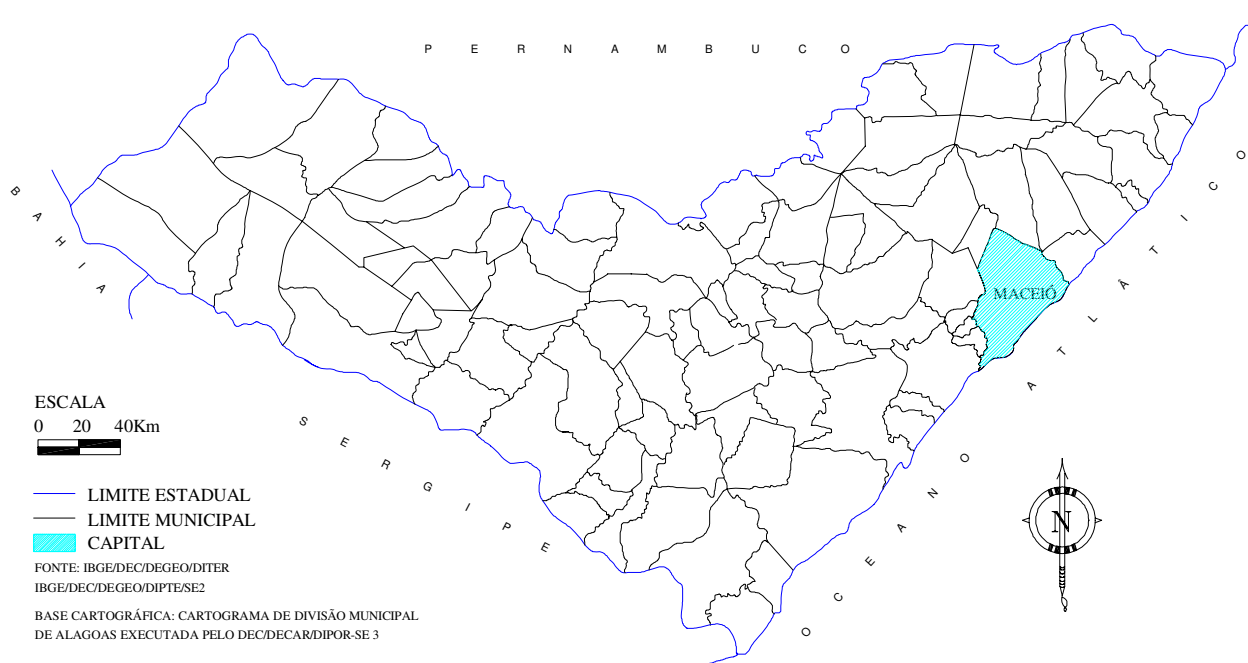 PERNAMBUCO
BAHIA
OCEANO ATLÂTICO
MACEIÓ
SERGIPE
ESCALA
0 20 40Km
LIMITE ESTADUAL
LIMITE MUNICIPAL
CAPITAL
FONTE: IBGE/DEC/DEGEO/DITER
IBGE/DEC/DEGEO/DIPTE/SE2
BASE CARTOGRÁFICA: CARTOGRAMA DE DIVISÃO MUNICIPAL
DE ALAGOAS EXECUTADA PELO DEC/DECAR/DIPOR-SE 3
N